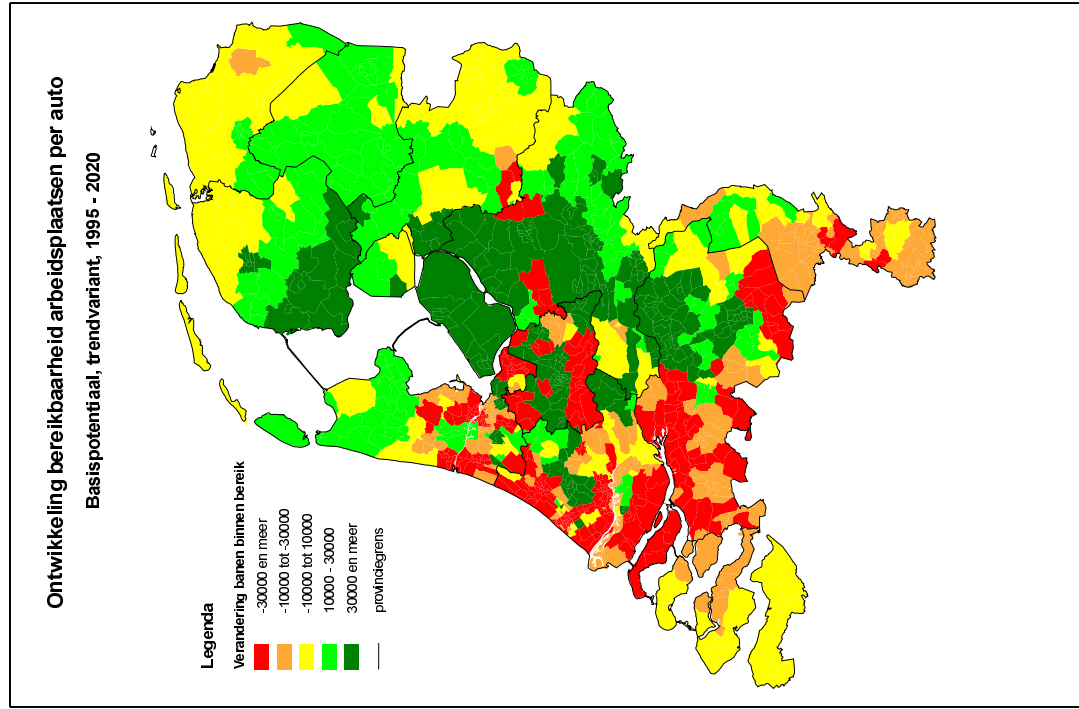 Ontwikkeling bereikbaarheid arbeidsplaatsen per auto
Basispotentiaal, trendvariant, 1995 - 2020
Legenda
Verandering banen binnen bereik
-30000 en meer
-10000 tot -30000
-10000 tot 10000
10000 - 30000
30000 en meer
provinciegrens